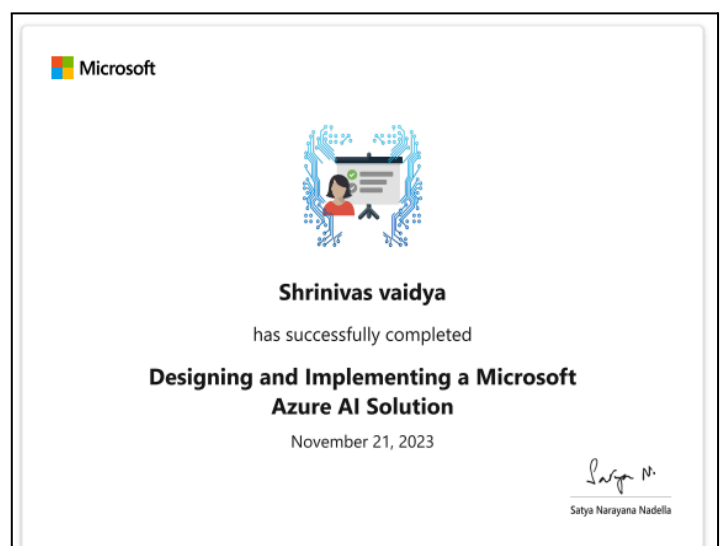 Microsoft
Shrinivas vaidya
has successfully completed
Designing and Implementing a Microsoft
Azure AI Solution
November 21, 2023
Satya N.
Satya Narayana Nadella